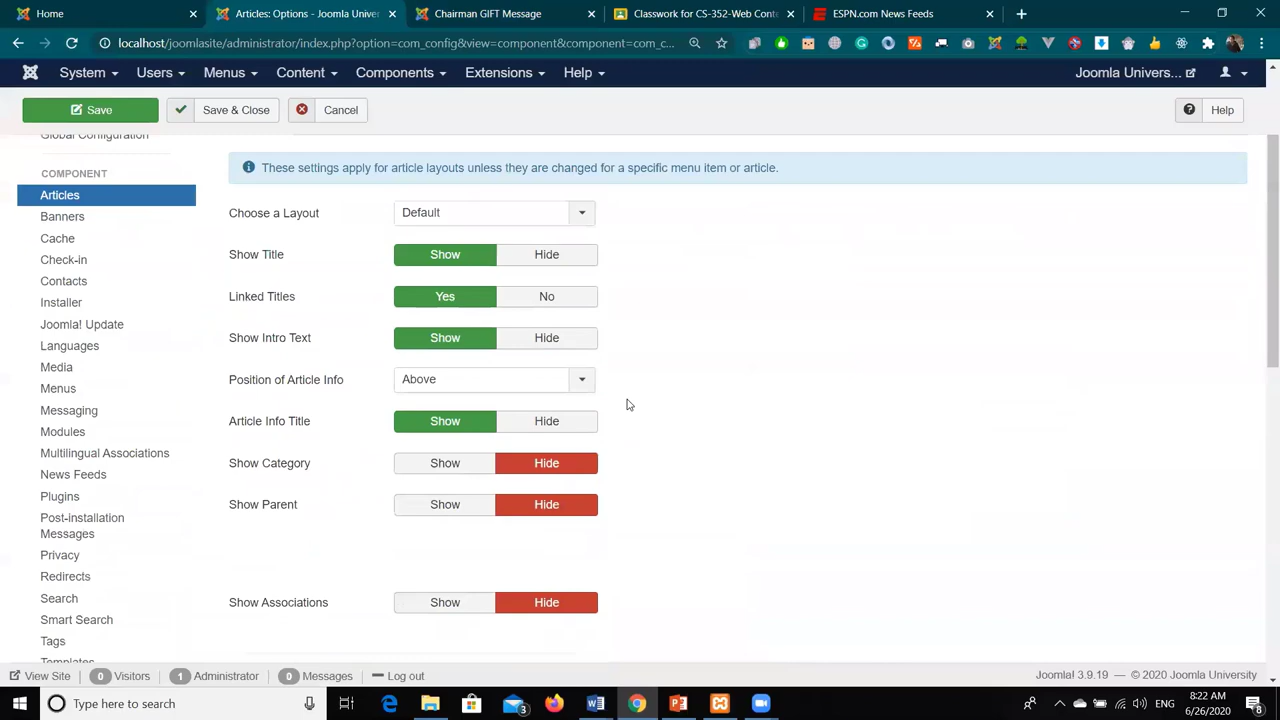 Home
Articles: Options - Joomla Univer
Chairman GIFT Message
Classwork for CS-352-Web Conte
ESPN.com News Feeds
localhost/joomlasite/administrator/index.php?option=com_config&view=component&component=com_c...
System Users Menus Content Components Extensions Help
Joomla Univers...
Save
Save & Close
Cancel
Help
Global Configuration
COMPONENT
Articles
Banners
Cache
Check-in
Contacts
Installer
Joomla! Update
Languages
Media
Menus
Messaging
Modules
Multilingual Associations
News Feeds
Plugins
Post-installation
Messages
Privacy
Redirects
Search
Smart Search
Tags
Templates
These settings apply for article layouts unless they are changed for a specific menu item or article.
Choose a Layout Default
Show Title Show Hide
Linked Titles Yes No
Show Intro Text Show Hide
Position of Article Info Above
Article Info Title Show Hide
Show Category Show Hide
Show Parent Show Hide
Show Associations Show Hide
View Site 0 Visitors 1 Administrator 0 Messages Log out
Joomla! 3.9.19 — © 2020 Joomla University
Type here to search
3
ENG
8:22 AM
6/26/2020
8